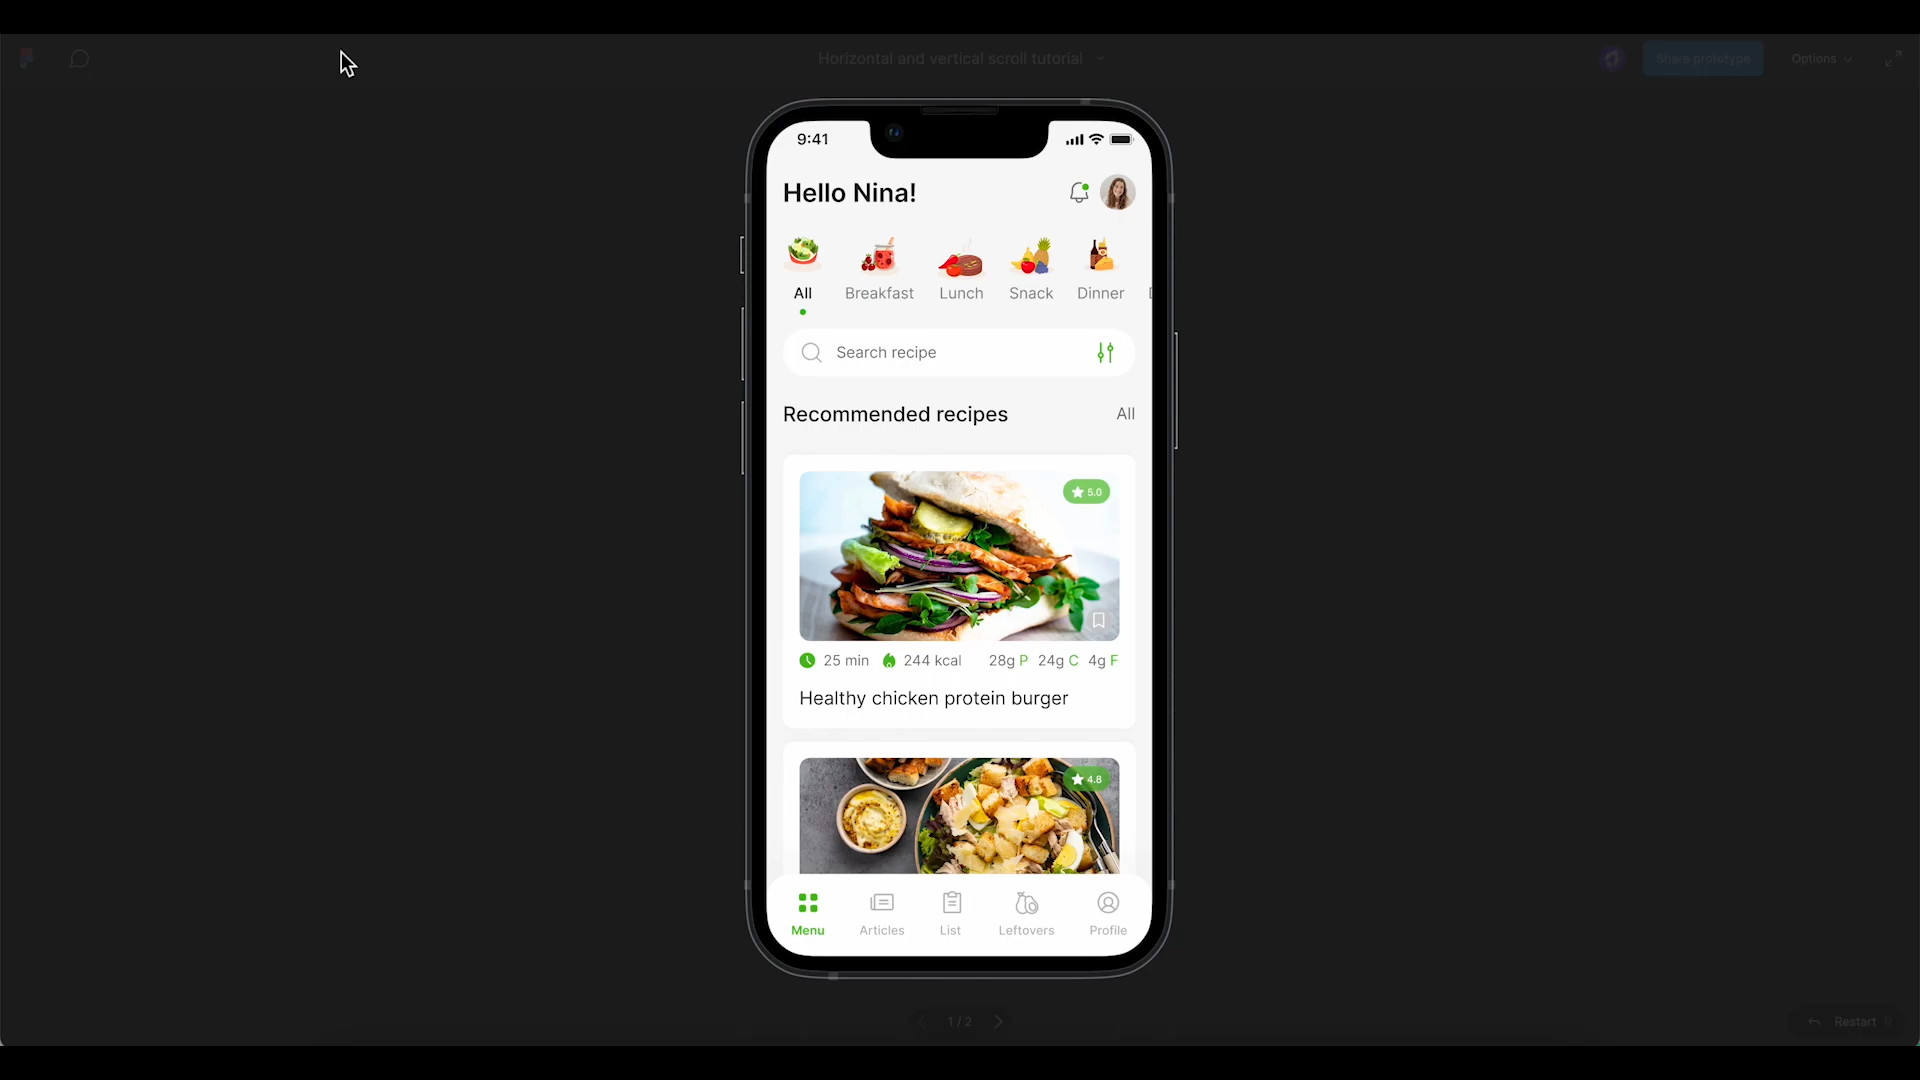 Horizontal and vertical scroll tutorial
Share prototype
Options
9:41
Hello Nina!
All
Breakfast
Lunch
Snack
Dinner
Search recipe
Recommended recipes
All
5.0
25 min
244 kcal
28g P
24g C
4g F
Healthy chicken protein burger
4.8
Menu
Articles
List
Leftovers
Profile
1 / 2
Restart